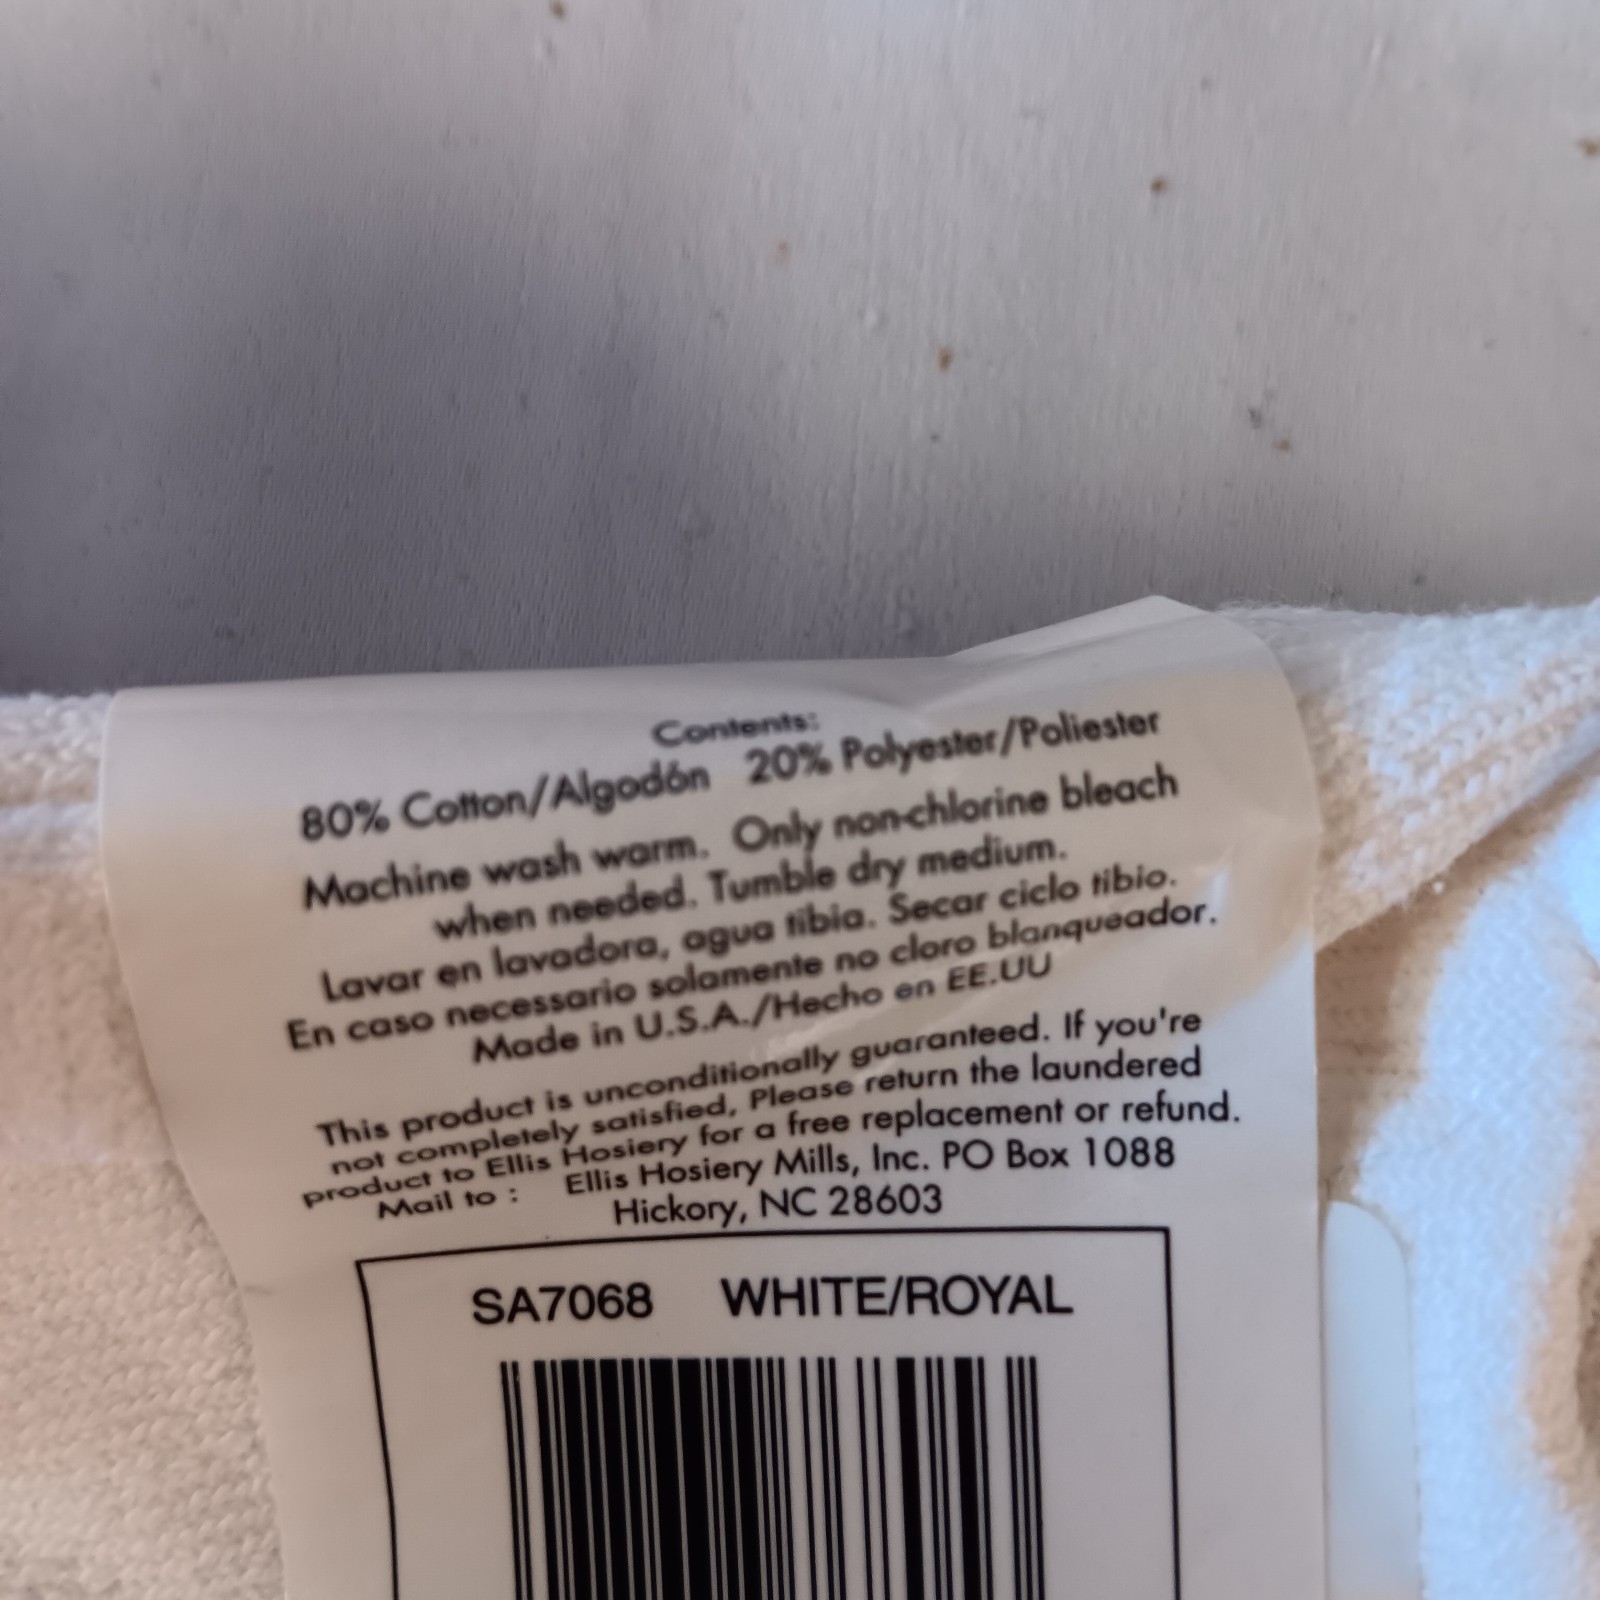 Contents:
80% Cotton/Algodón 20% Polyester/Poliester
Machine wash warm. Only non-chlorine bleach
when needed. Tumble dry medium.
Lavar en lavadora, agua tibia. Secar ciclo tibio.
En caso necessario solamente no cloro blanqueador.
Made in U.S.A./Hecho en EE.UU
This product is unconditionally guaranteed. If you're
not completely satisfied, Please return the laundered
product to Ellis Hosiery for a free replacement or refund.
Mail to : Ellis Hosiery Mills, Inc. PO Box 1088
Hickory, NC 28603
SA7068 WHITE/ROYAL